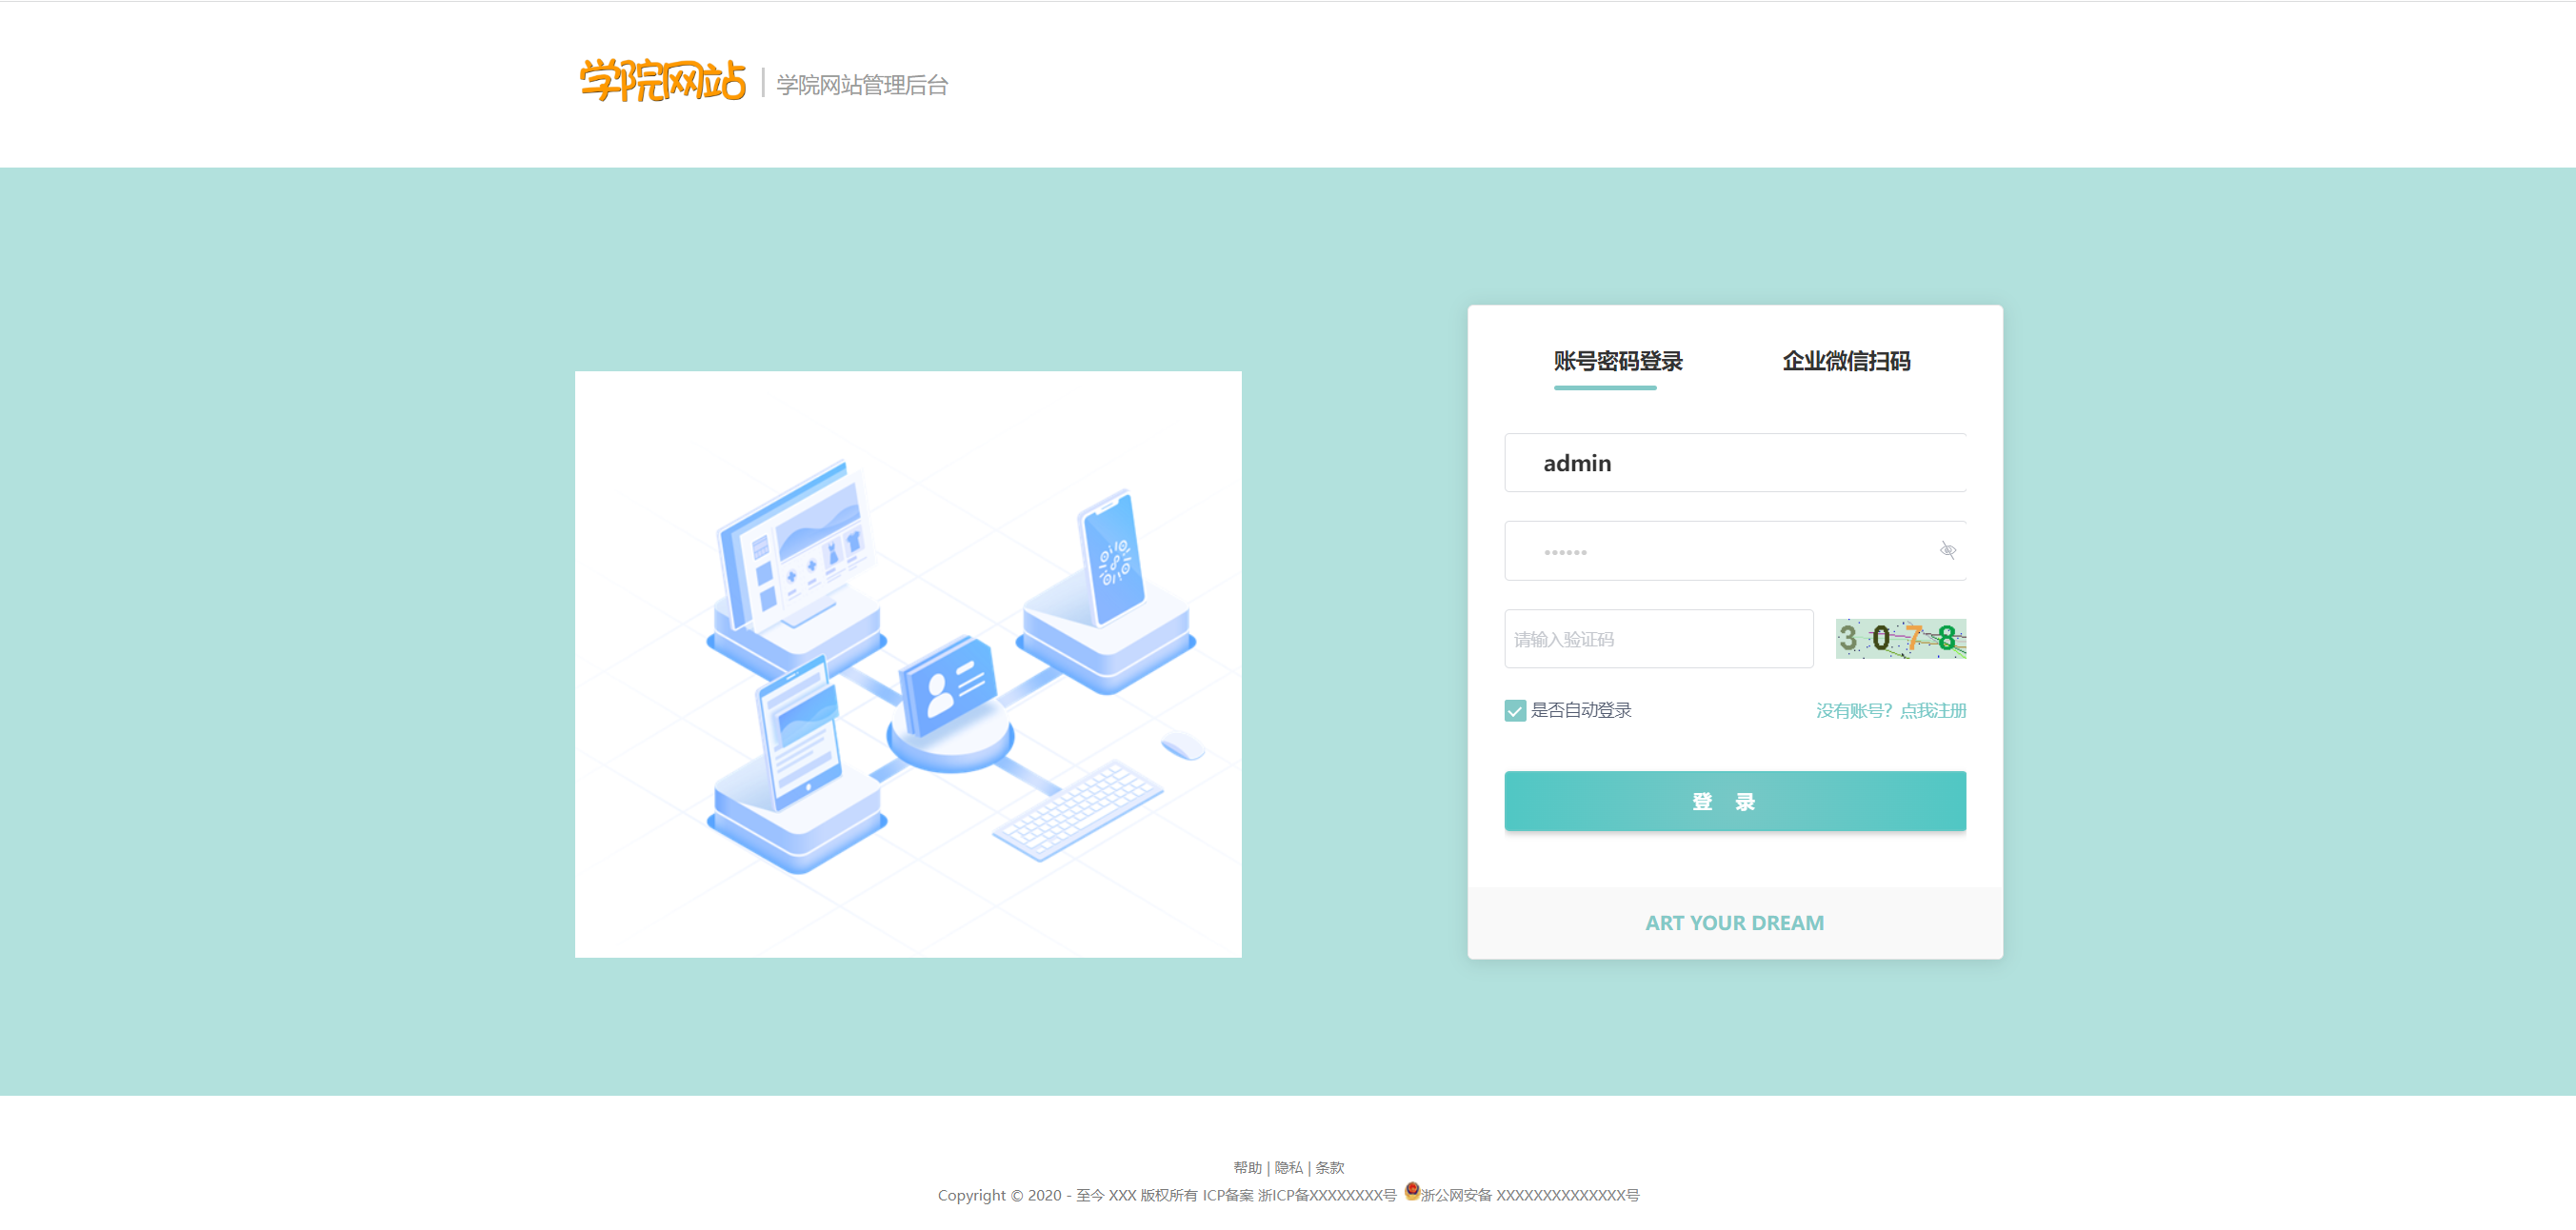 学院网站 | 学院网站管理后台
账号密码登录 企业微信扫码
admin
••••••
请输入验证码 3078
是否自动登录 没有账号？点我注册
登 录
ART YOUR DREAM
帮助 | 隐私 | 条款
Copyright © 2020 - 至今 XXX 版权所有 ICP备案 浙ICP备XXXXXXXX号 浙公网安备 XXXXXXXXXXXXXX号